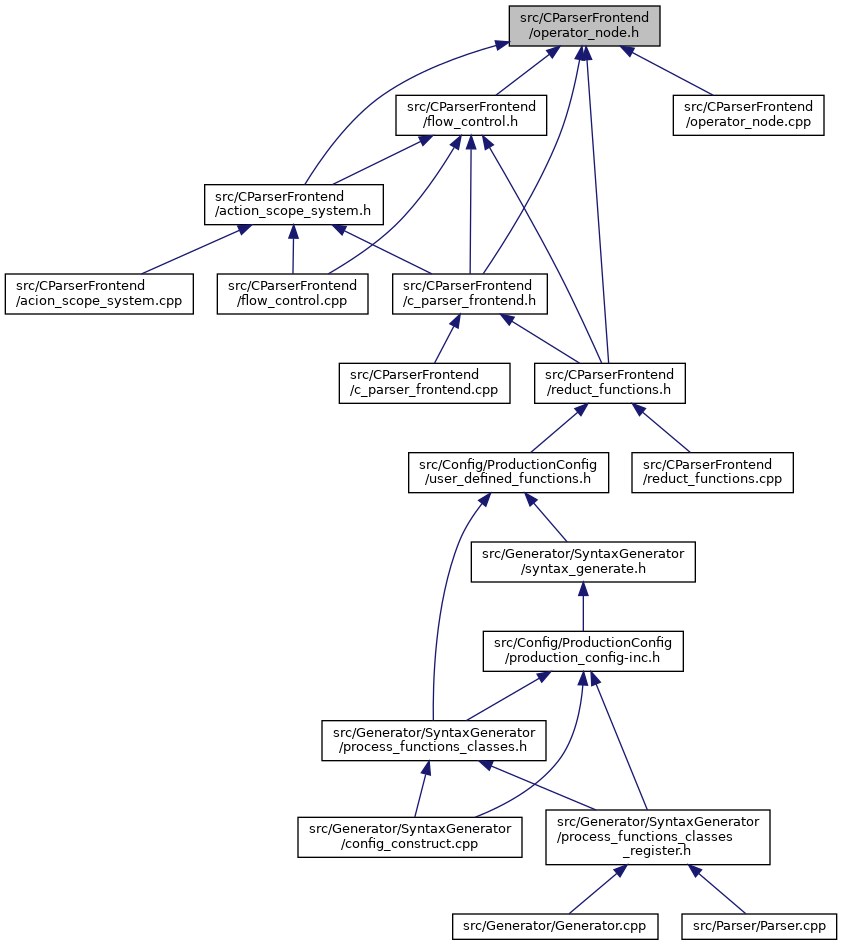 src/CParserFrontend
/operator_node.h
src/CParserFrontend
/flow_control.h
src/CParserFrontend
/operator_node.cpp
src/CParserFrontend
/action_scope_system.h
src/CParserFrontend
/acion_scope_system.cpp
src/CParserFrontend
/flow_control.cpp
src/CParserFrontend
/c_parser_frontend.h
src/CParserFrontend
/c_parser_frontend.cpp
src/CParserFrontend
/reduct_functions.h
src/Config/ProductionConfig
/user_defined_functions.h
src/CParserFrontend
/reduct_functions.cpp
src/Generator/SyntaxGenerator
/syntax_generate.h
src/Config/ProductionConfig
/production_config-inc.h
src/Generator/SyntaxGenerator
/process_functions_classes.h
src/Generator/SyntaxGenerator
/config_construct.cpp
src/Generator/SyntaxGenerator
/process_functions_classes
_register.h
src/Generator/Generator.cpp
src/Parser/Parser.cpp